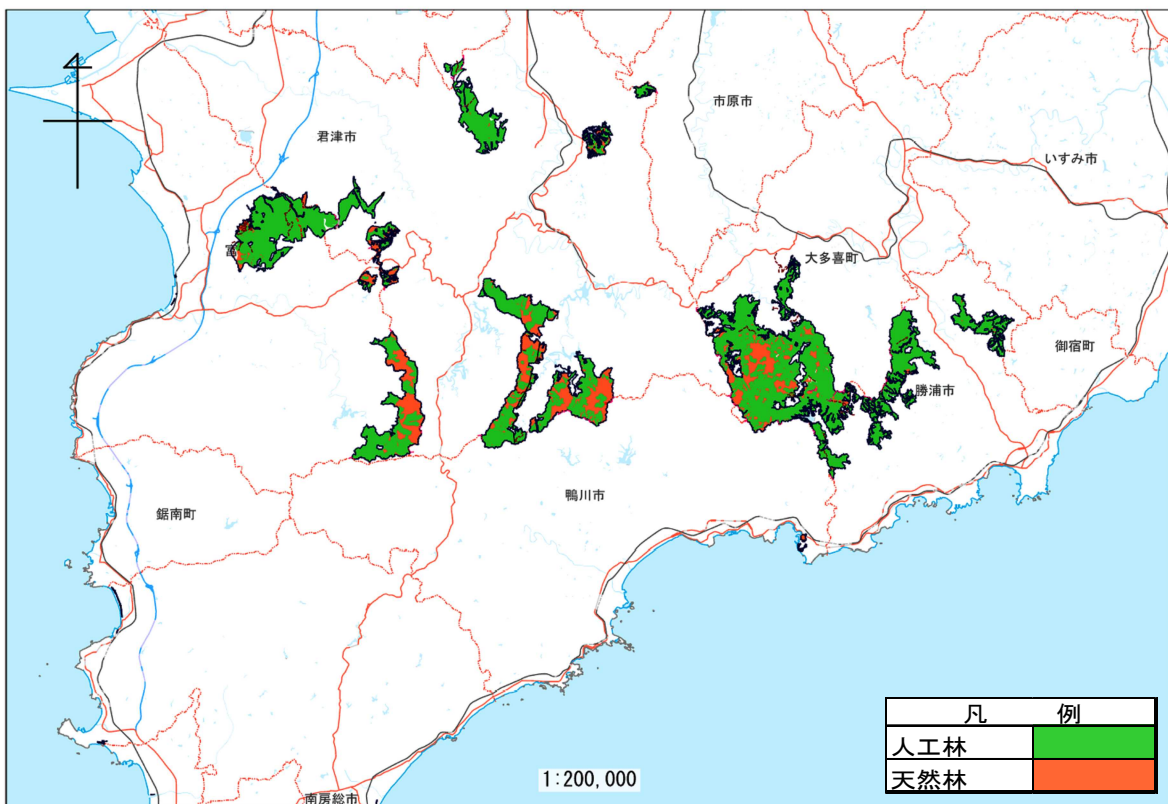 市原市
君津市
いすみ市
富
大多喜町
御宿町
勝浦市
鴨川市
鋸南町
南房総市
1:200,000
凡 例
人工林
天然林